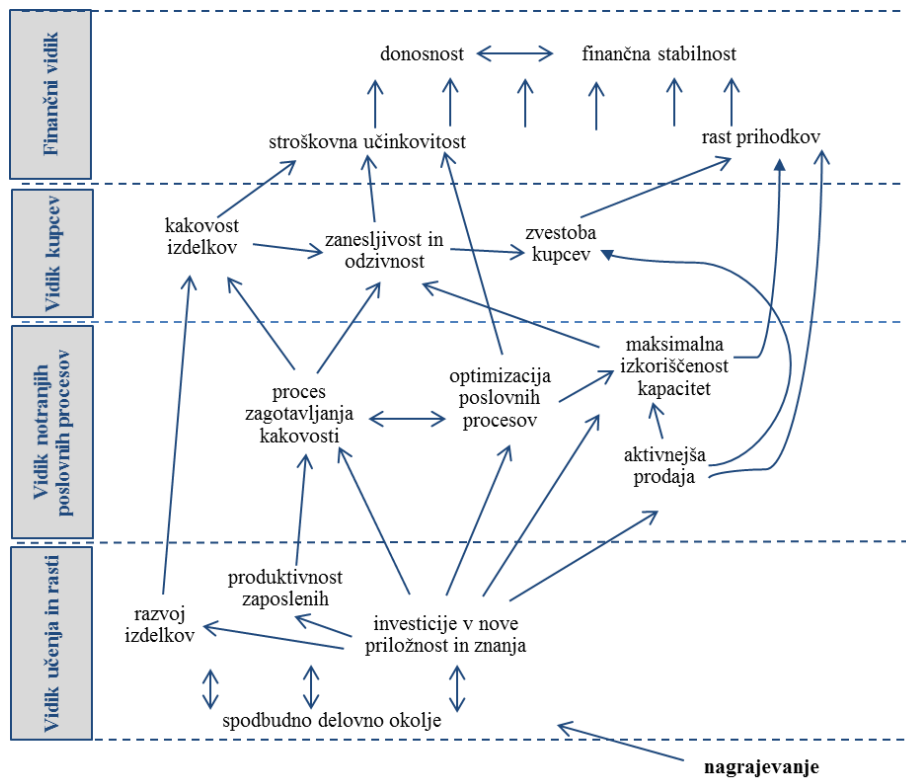 Finančni vidik
donosnost
finančna stabilnost
stroškovna učinkovitost
rast prihodkov
Vidik kupcev
kakovost
izdelkov
zanesljivost in
odzivnost
zvestoba
kupcev
Vidik notranjih
poslovnih procesov
proces
zagotavljanja
kakovosti
optimizacija
poslovnih
procesov
maksimalna
izkoriščenost
kapacitet
aktivnejša
prodaja
Vidik učenja in rasti
razvoj
izdelkov
produktivnost
zaposlenih
investicije v nove
priložnost in znanja
spodbudno delovno okolje
nagrajevanje